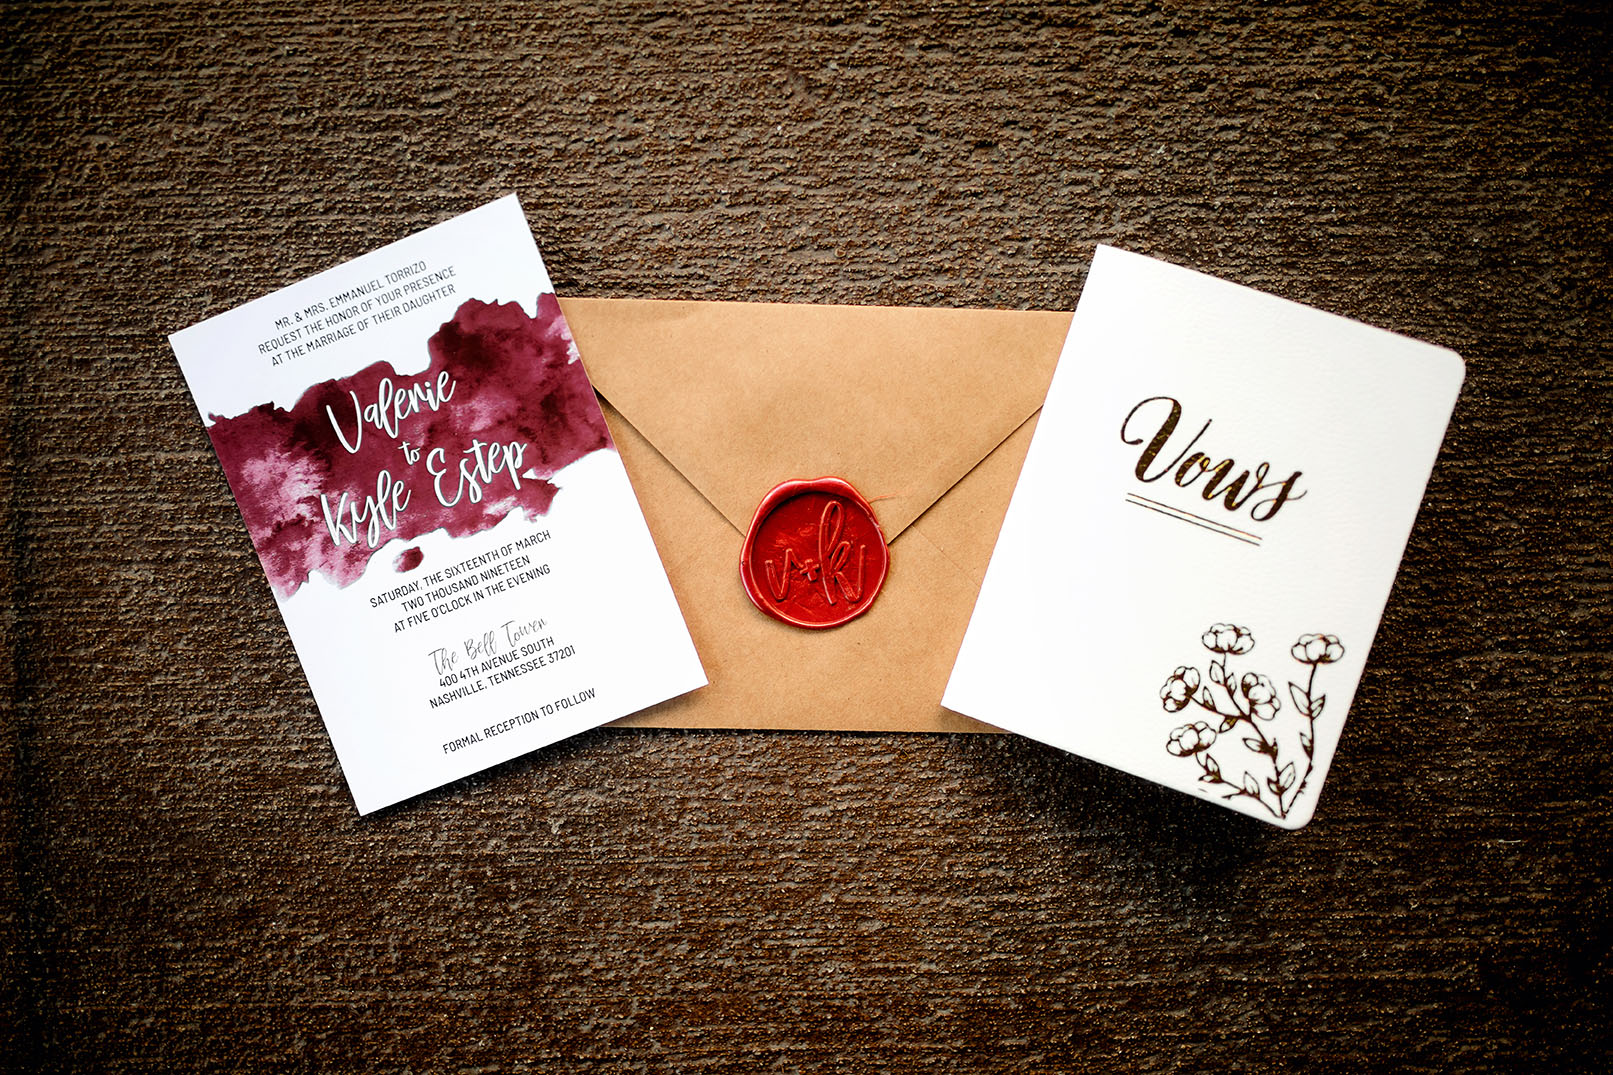 MR. & MRS. EMMANUEL TORRIZO
REQUEST THE HONOR OF YOUR PRESENCE
AT THE MARRIAGE OF THEIR DAUGHTER
Valerie
to
Kyle Estep
SATURDAY, THE SIXTEENTH OF MARCH
TWO THOUSAND NINETEEN
AT FIVE O'CLOCK IN THE EVENING
The Bell Tower
400 4TH AVENUE SOUTH
NASHVILLE, TENNESSEE 37201
FORMAL RECEPTION TO FOLLOW
v+k
Vows